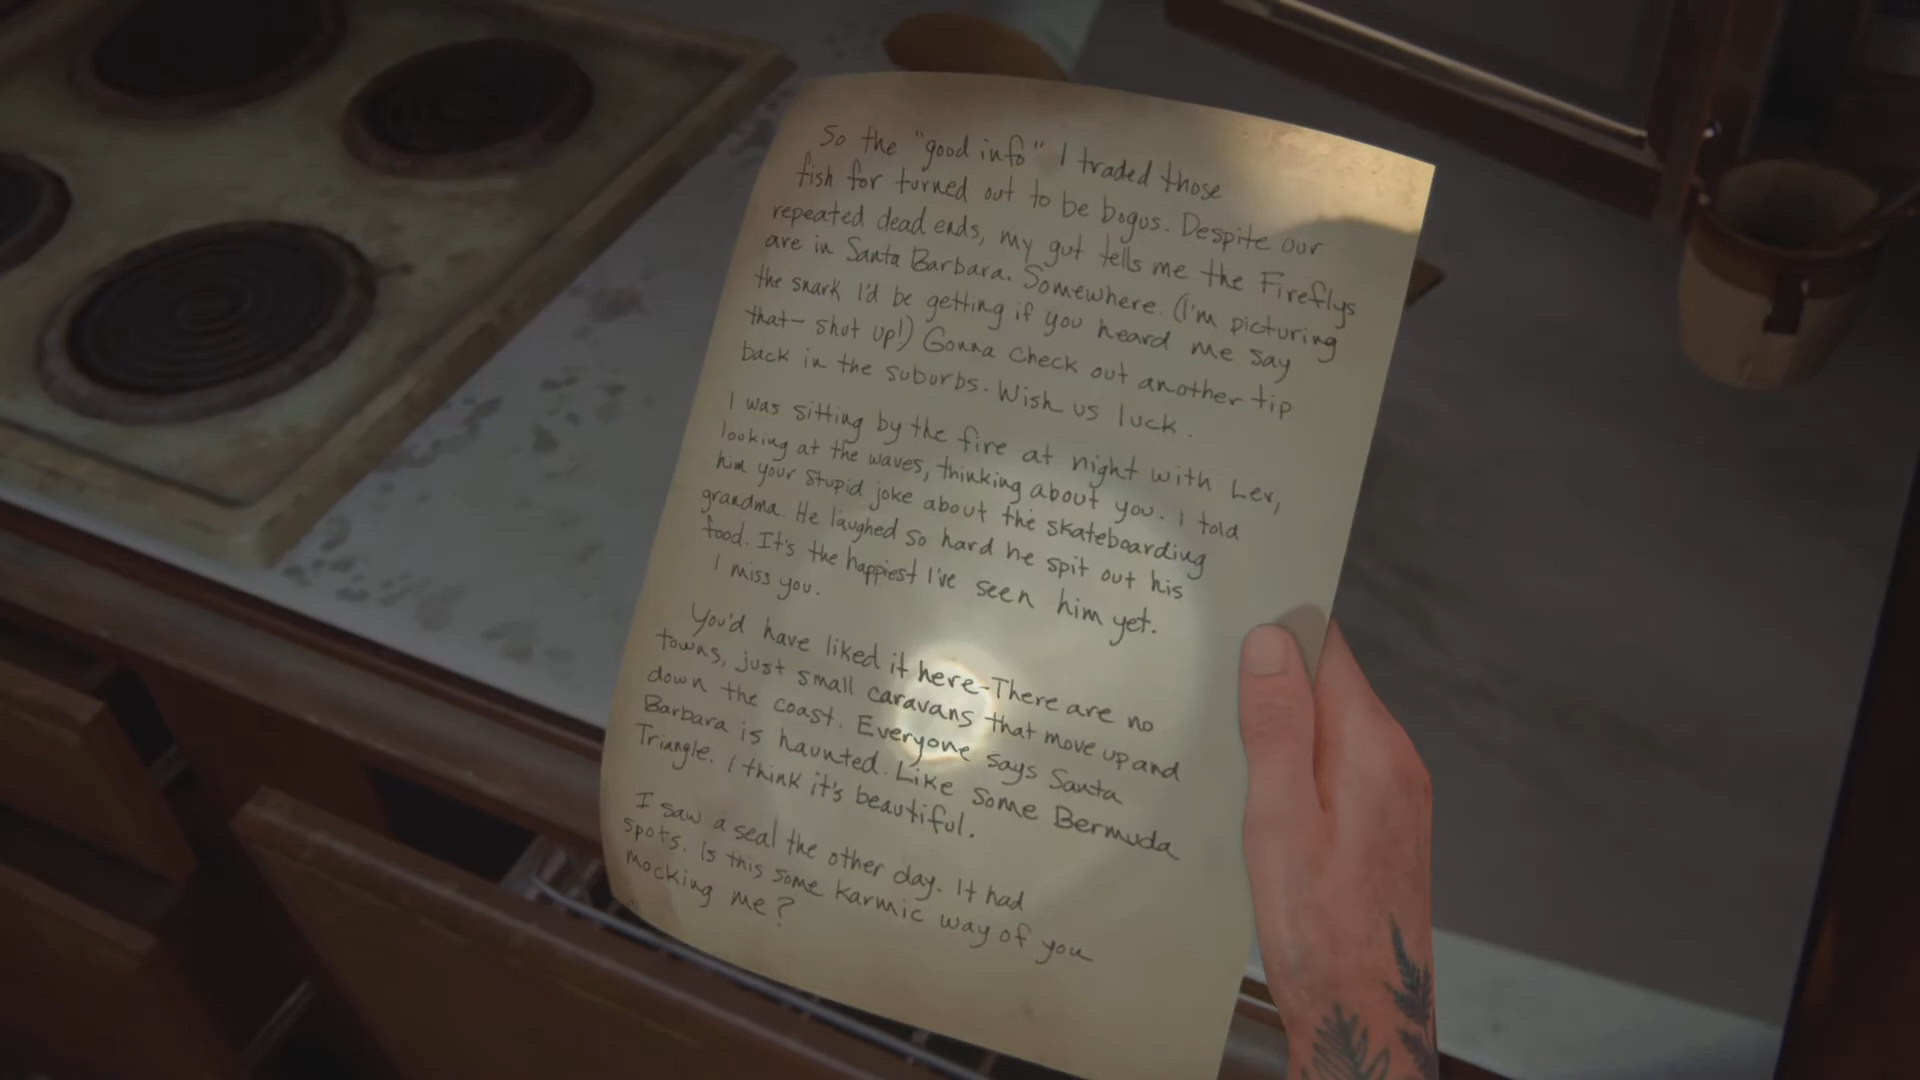 So the "good info" I traded those
fish for turned out to be bogus. Despite our
repeated dead ends, my gut tells me the Fireflys
are in Santa Barbara. Somewhere. (I'm picturing
the snark I'd be getting if you heard me say
that- shut up!) Gonna check out another tip
back in the suburbs. Wish us luck.
I was sitting by the fire at night with Lev,
looking at the waves, thinking about you. I told
him your stupid joke about the skateboarding
grandma. He laughed so hard he spit out his
food. It's the happiest I've seen him yet.
I miss you.
You'd have liked it here-There are no
towns, just small caravans that move up and
down the coast. Everyone says Santa
Barbara is haunted. Like some Bermuda
Triangle. I think it's beautiful.
I saw a seal the other day. It had
spots. Is this some karmic way of you
mocking me?